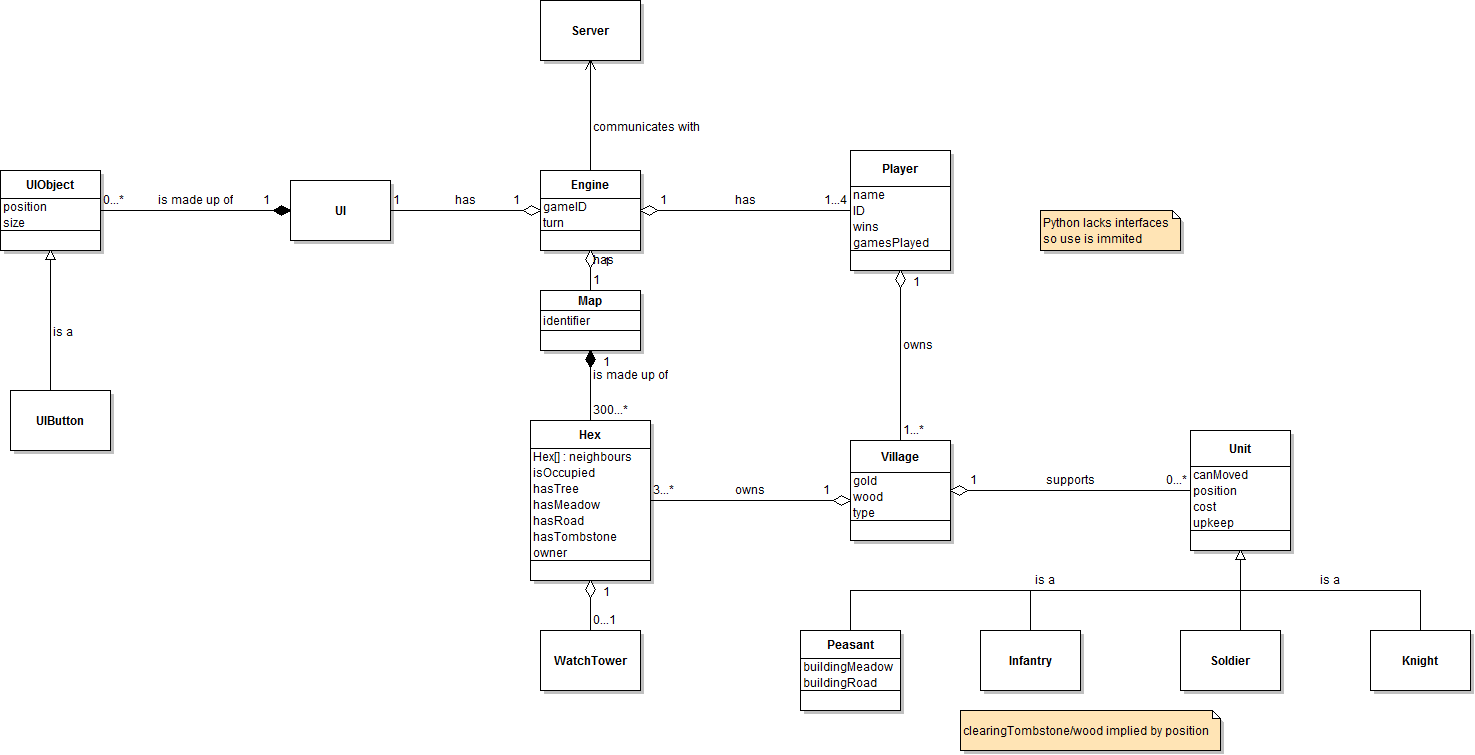 Server
communicates with
UIObject
position
size
0...*
is made up of
1
UI
1
has
1
Engine
gameID
turn
1
has
1...4
Player
name
ID
wins
gamesPlayed
Python lacks interfaces
so use is immited
has
1
1
Map
identifier
1
is made up of
300...*
is a
UIButton
1
owns
1...*
Hex
Hex[] : neighbours
isOccupied
hasTree
hasMeadow
hasRoad
hasTombstone
owner
3...*
owns
1
Village
gold
wood
type
1
supports
0...*
Unit
canMoved
position
cost
upkeep
1
0...1
WatchTower
is a
is a
Peasant
buildingMeadow
buildingRoad
Infantry
Soldier
Knight
clearingTombstone/wood implied by position